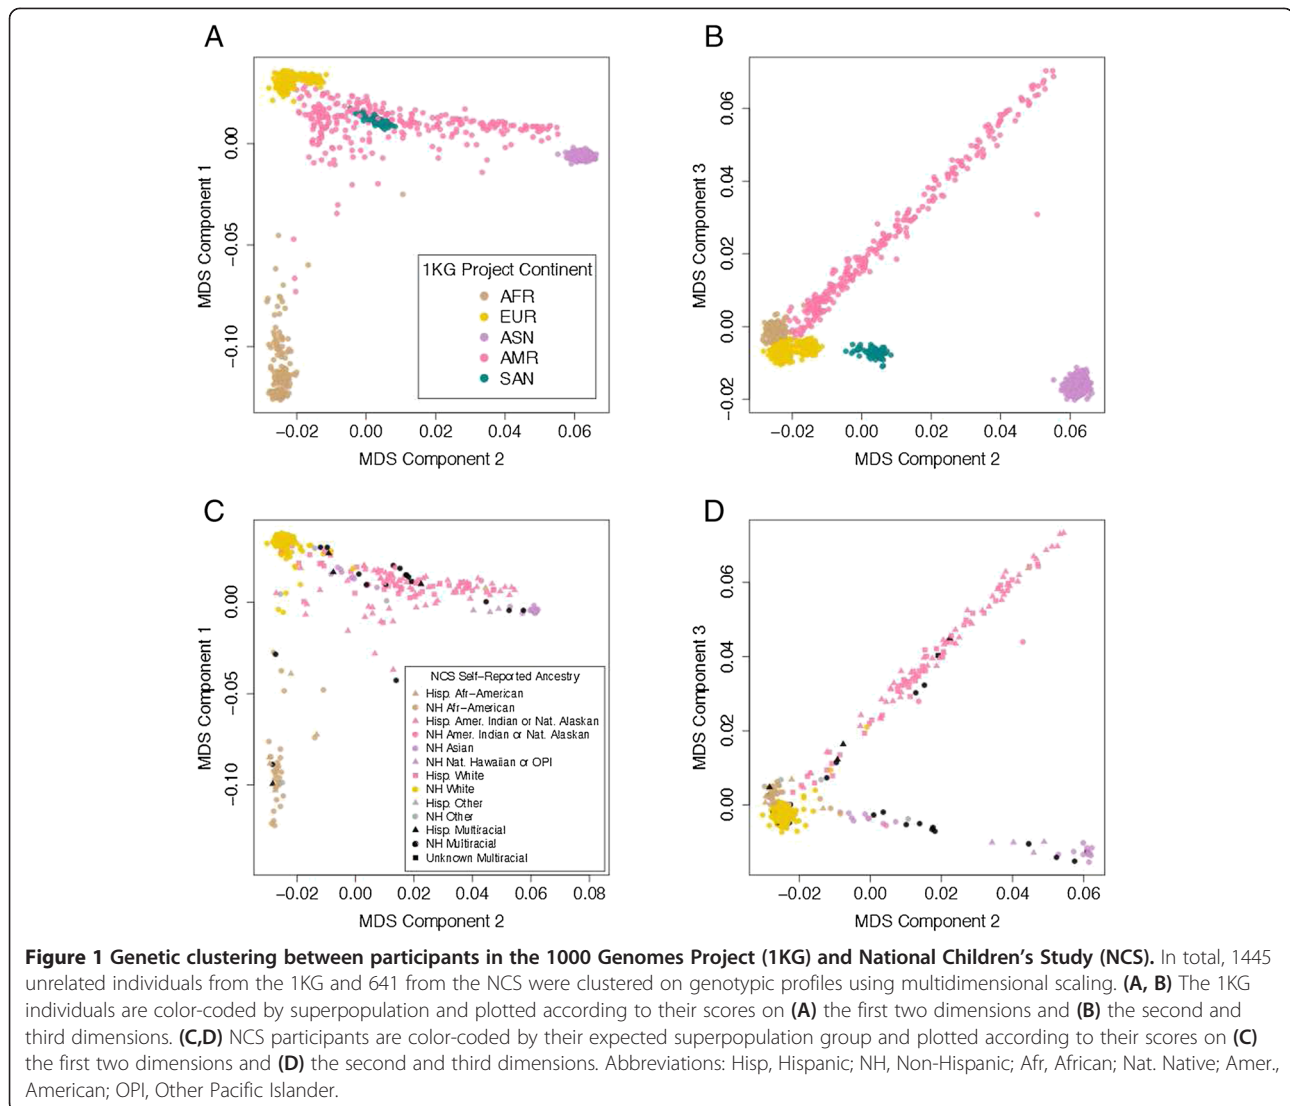 A
MDS Component 1
0.00
−0.05
−0.10
−0.02 0.00 0.02 0.04 0.06
MDS Component 2
1KG Project Continent
AFR
EUR
ASN
AMR
SAN
B
MDS Component 3
0.06
0.04
0.02
0.00
−0.02
−0.02 0.00 0.02 0.04 0.06
MDS Component 2
C
MDS Component 1
0.00
−0.05
−0.10
−0.02 0.00 0.02 0.04 0.06 0.08
MDS Component 2
NCS Self−Reported Ancestry
Hisp. Afr−American
NH Afr−American
Hisp. Amer. Indian or Nat. Alaskan
NH Amer. Indian or Nat. Alaskan
NH Asian
NH Nat. Hawaiian or OPI
Hisp. White
NH White
Hisp. Other
NH Other
Hisp. Multiracial
NH Multiracial
Unknown Multiracial
D
MDS Component 3
0.06
0.04
0.02
0.00
−0.02 0.00 0.02 0.04 0.06
MDS Component 2
Figure 1 Genetic clustering between participants in the 1000 Genomes Project (1KG) and National Children's Study (NCS). In total, 1445
unrelated individuals from the 1KG and 641 from the NCS were clustered on genotypic profiles using multidimensional scaling. (A, B) The 1KG
individuals are color-coded by superpopulation and plotted according to their scores on (A) the first two dimensions and (B) the second and
third dimensions. (C,D) NCS participants are color-coded by their expected superpopulation group and plotted according to their scores on (C)
the first two dimensions and (D) the second and third dimensions. Abbreviations: Hisp, Hispanic; NH, Non-Hispanic; Afr, African; Nat. Native; Amer.,
American; OPI, Other Pacific Islander.